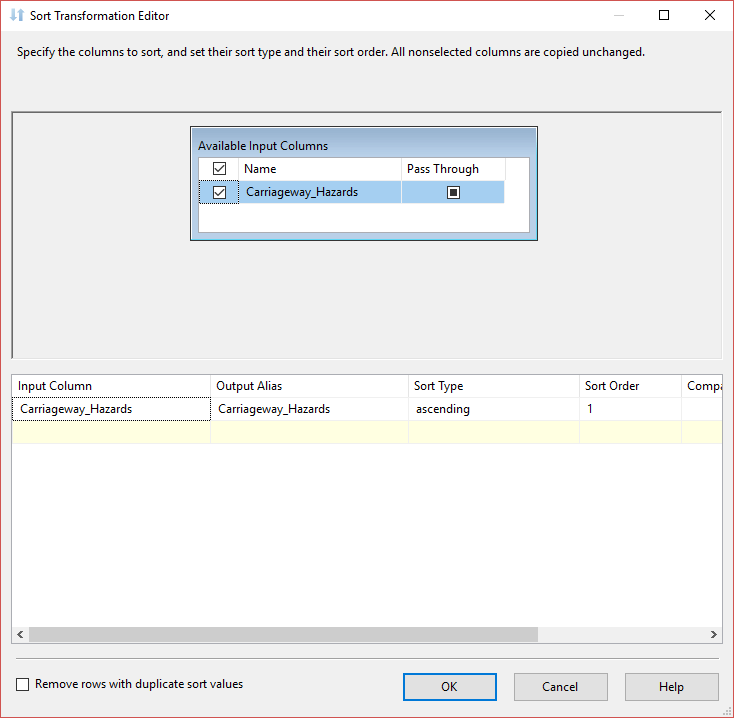 Sort Transformation Editor
Specify the columns to sort, and set their sort type and their sort order. All nonselected columns are copied unchanged.
Available Input Columns
Name Pass Through
Carriageway_Hazards
Input Column Output Alias Sort Type Sort Order Compa
Carriageway_Hazards Carriageway_Hazards ascending 1
Remove rows with duplicate sort values
OK Cancel Help